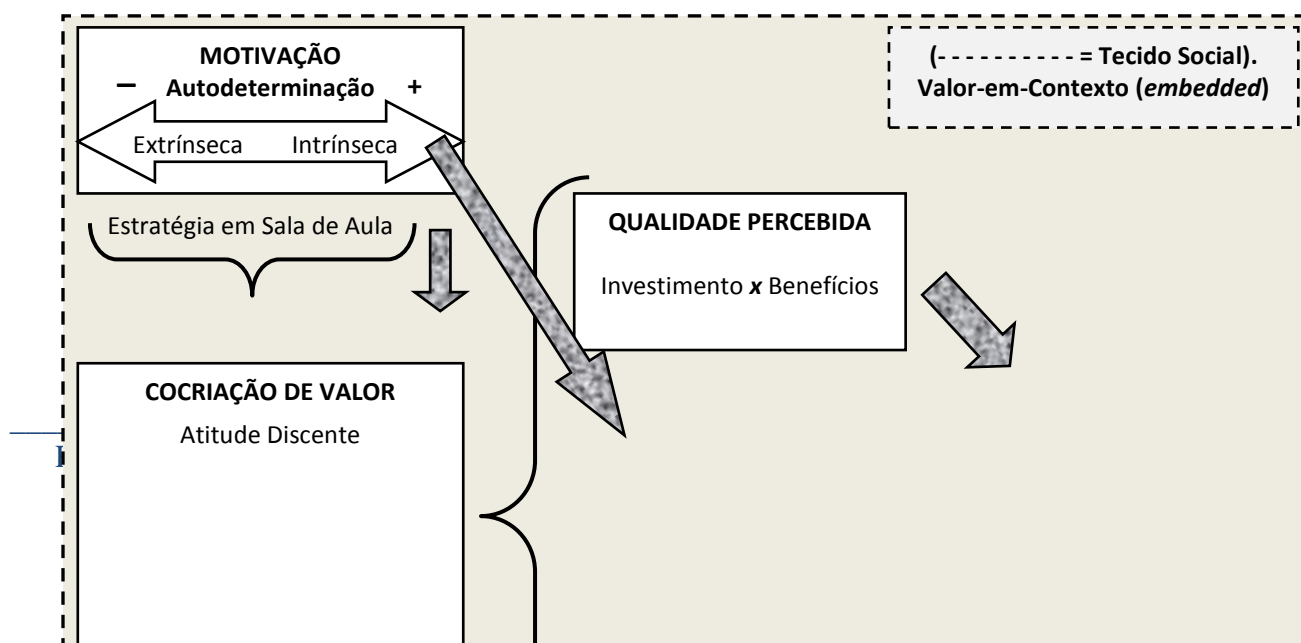 MOTIVAÇÃO
− Autodeterminação +
Extrínseca Intrínseca
Estratégia em Sala de Aula
(- - - - - - - - - - - = Tecido Social).
Valor-em-Contexto (embedded)
QUALIDADE PERCEBIDA
Investimento x Benefícios
COCRIAÇÃO DE VALOR
Atitude Discente